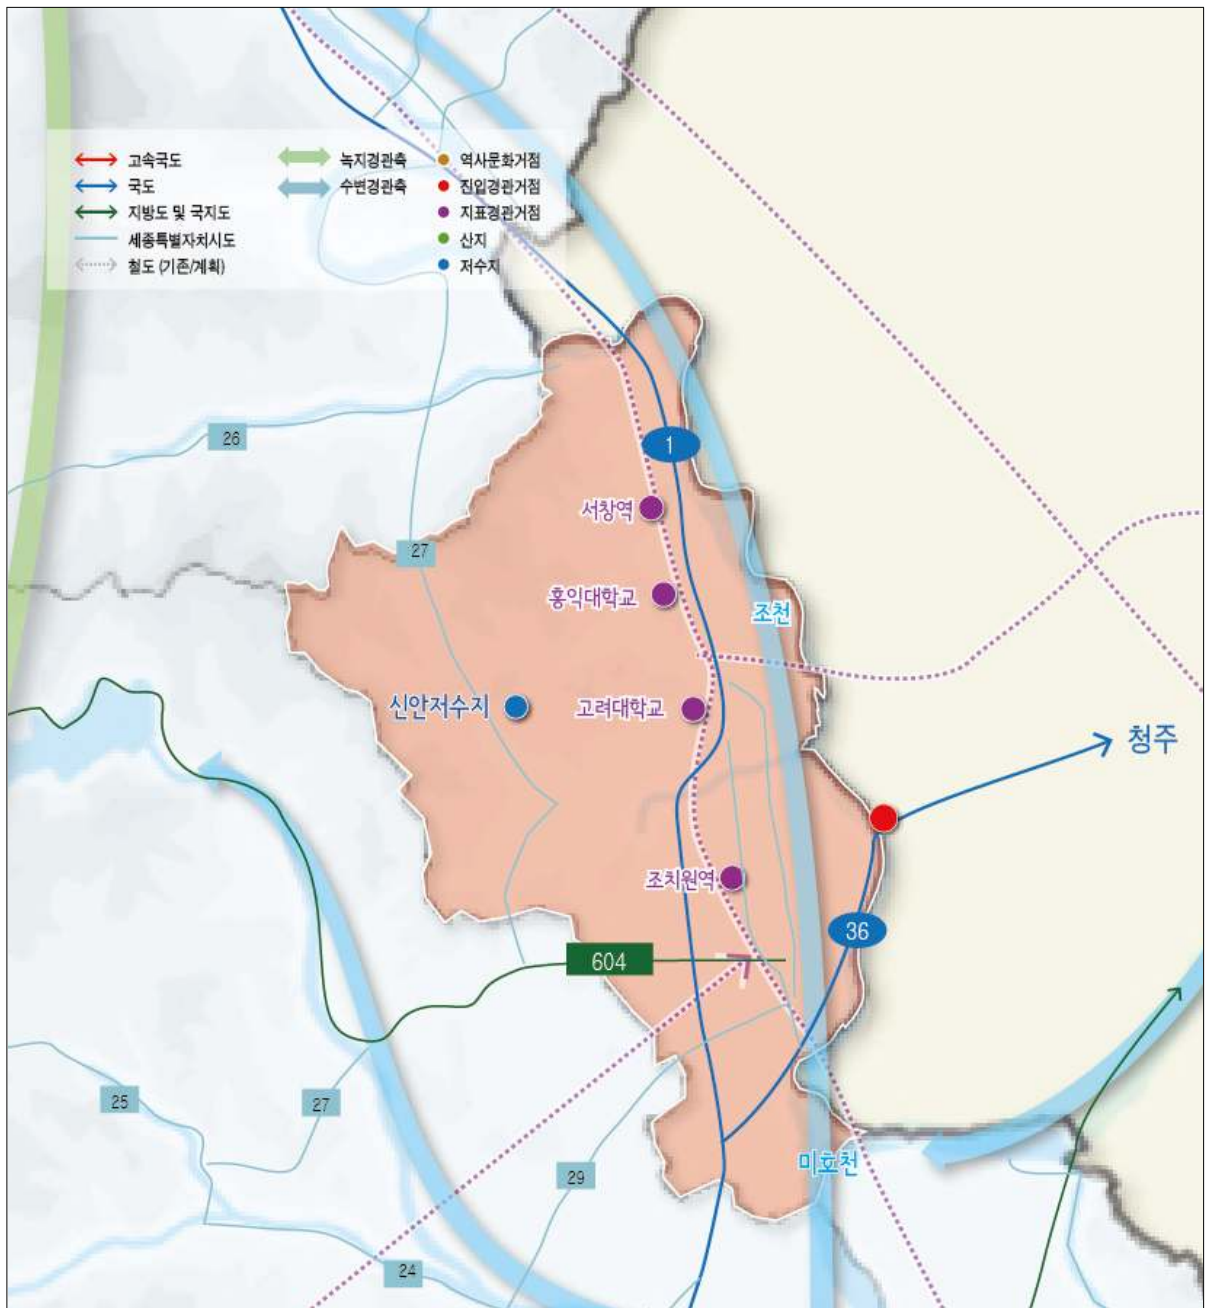 고속국도
국도
지방도 및 국지도
세종특별자치시도
철도 (기존/계획)
녹지경관축
수변경관축
역사문화거점
진입경관거점
지표경관거점
산지
저수지
26
1
서창역
27
홍익대학교
조천
신안저수지
고려대학교
청주
조치원역
36
604
25
27
미호천
29
24